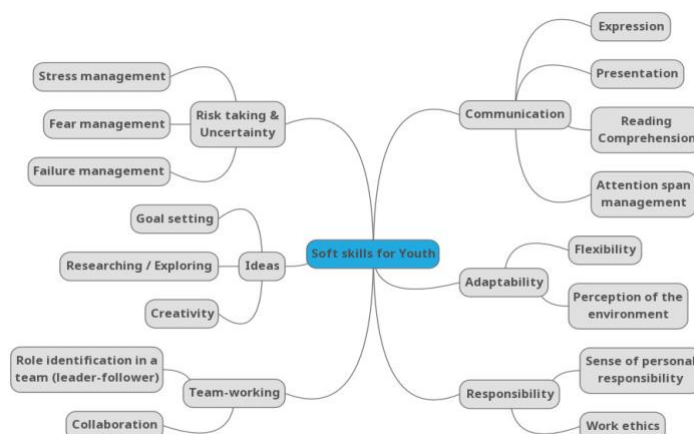 Soft skills for Youth
Risk taking &
Uncertainty
Stress management
Fear management
Failure management
Ideas
Goal setting
Researching / Exploring
Creativity
Team-working
Role identification in a
team (leader-follower)
Collaboration
Communication
Expression
Presentation
Reading
Comprehension
Attention span
management
Adaptability
Flexibility
Perception of the
environment
Responsibility
Sense of personal
responsibility
Work ethics